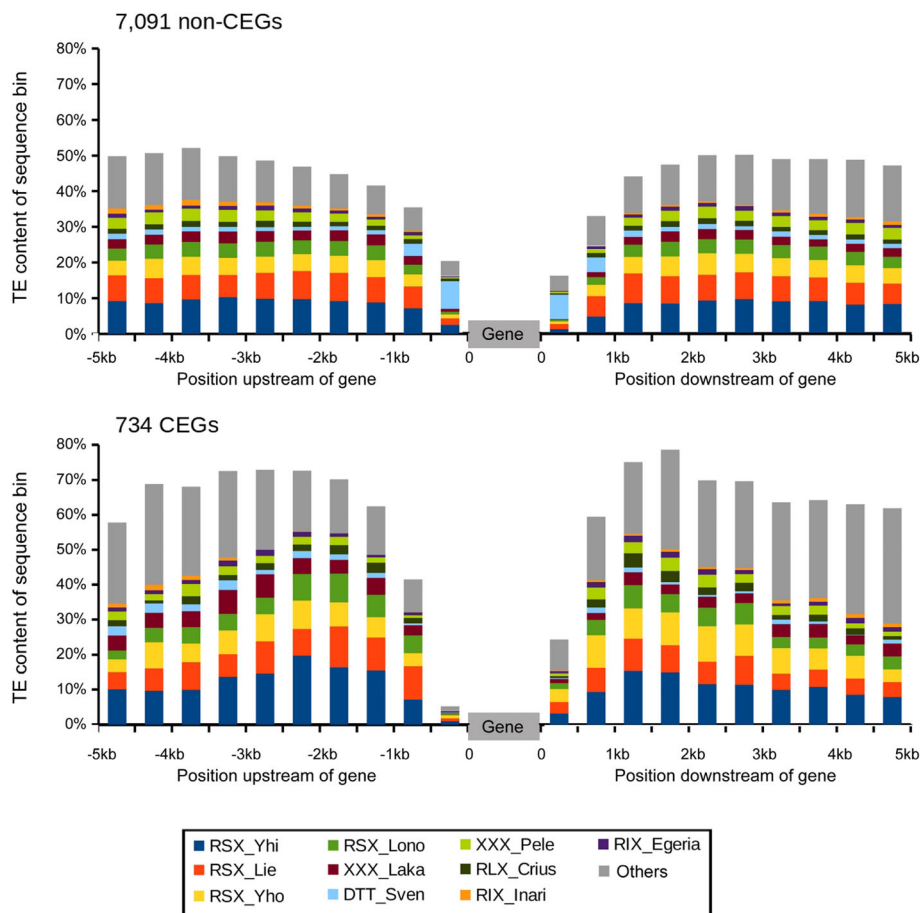 7,091 non-CEGs
TE content of sequence bin
80%
70%
60%
50%
40%
30%
20%
10%
0%
Gene
-5kb -4kb -3kb -2kb -1kb 0 0 1kb 2kb 3kb 4kb 5kb
Position upstream of gene Position downstream of gene
734 CEGs
TE content of sequence bin
80%
70%
60%
50%
40%
30%
20%
10%
0%
Gene
-5kb -4kb -3kb -2kb -1kb 0 0 1kb 2kb 3kb 4kb 5kb
Position upstream of gene Position downstream of gene
RSX_Yhi RSX_Lono XXX_Pele RIX_Egeria
RSX_Lie XXX_Laka RLX_Crius Others
RSX_Yho DTT_Sven RIX_Inari